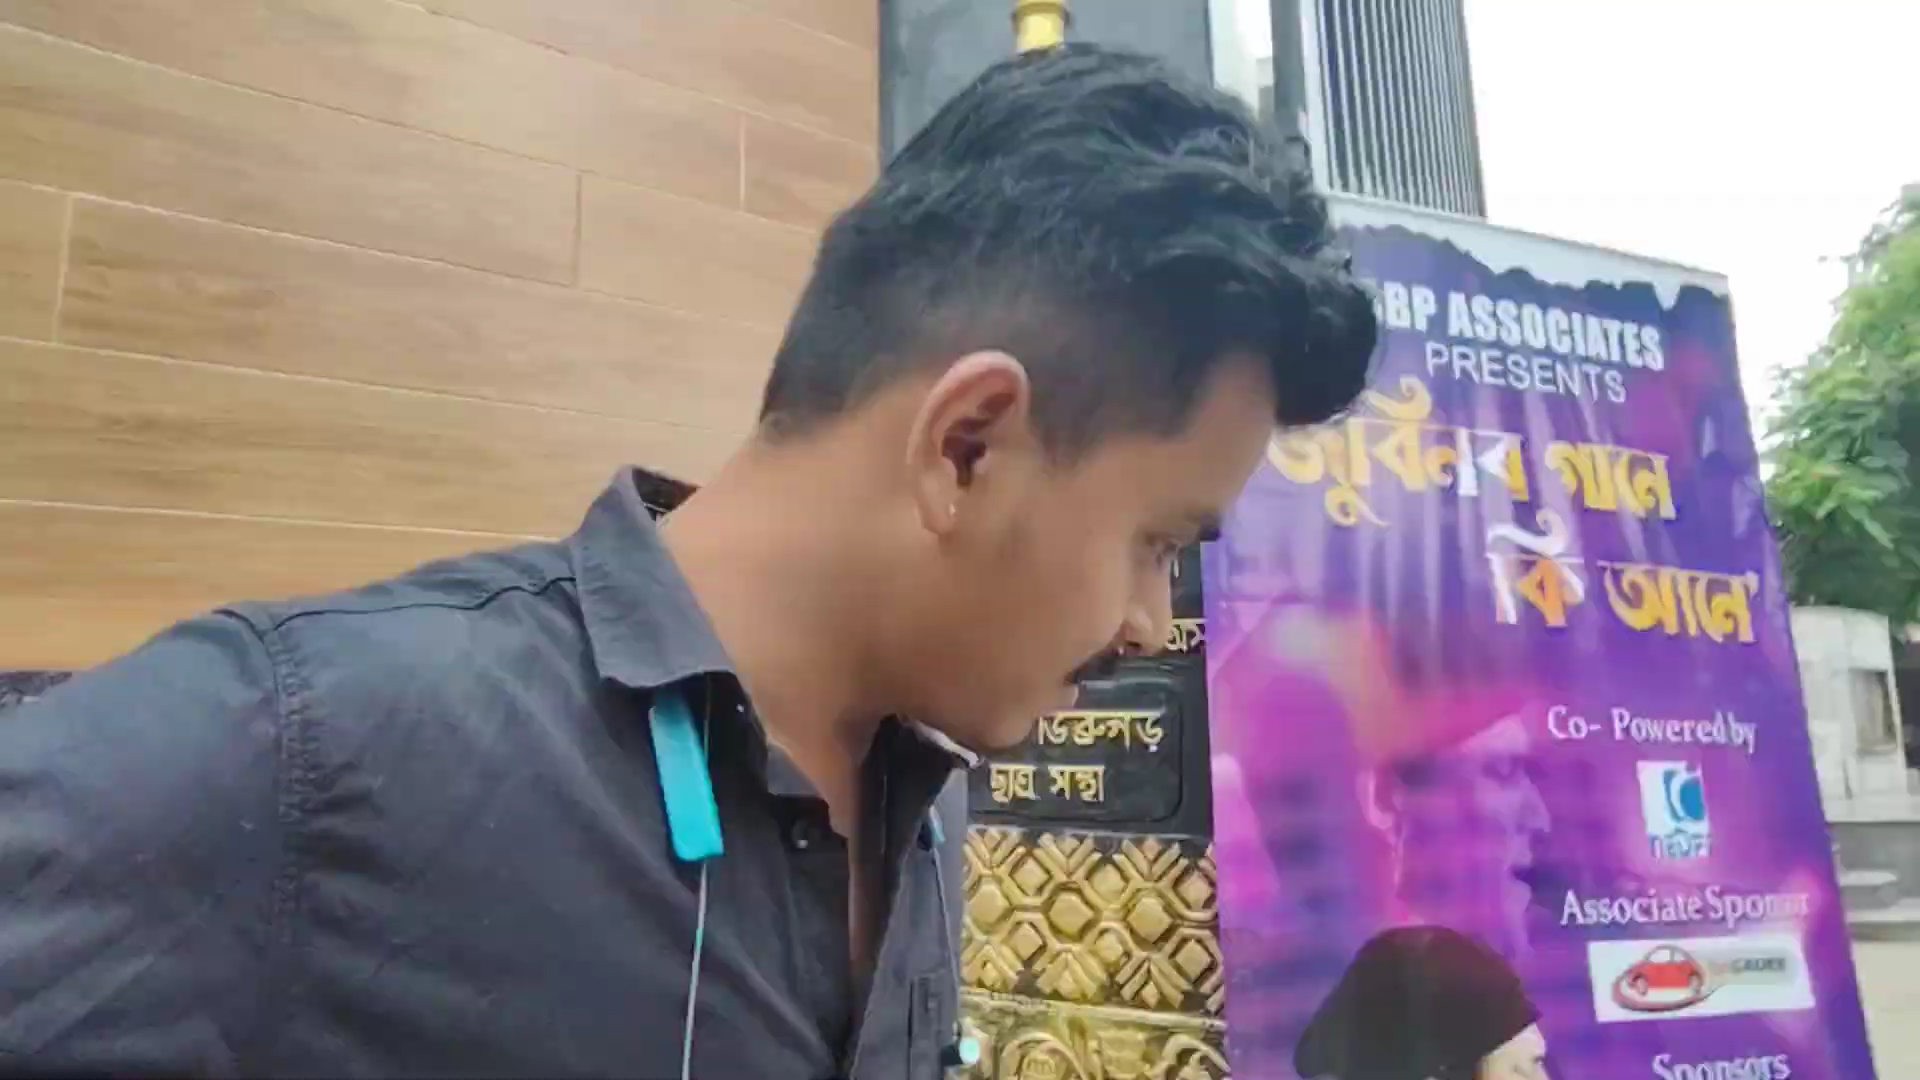 BP ASSOCIATES
PRESENTS
জুবিনৰ গানে
কি আনে'
Co- Powered by
Associate Sponsor
Sponsors
ডিব্ৰুগড়
ছাত্ৰ সন্থা